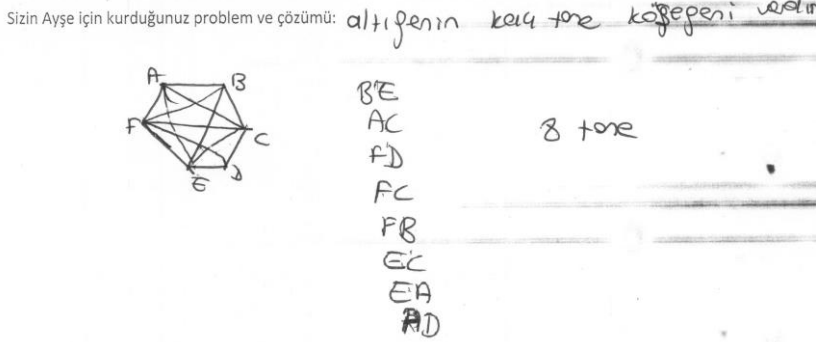 Sizin Ayşe için kurduğunuz problem ve çözümü: altıgenin kaç tane köşegeni vardır
A
B
BE
F
AC
8 tane
C
FD
E
D
FC
FB
EC
EA
AD